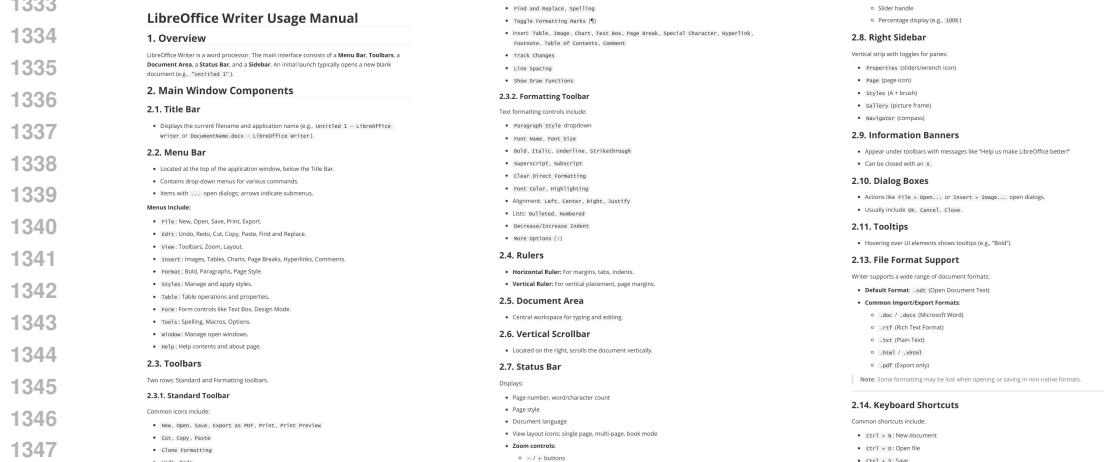 1333
1334
1335
1336
1337
1338
1339
1340
1341
1342
1343
1344
1345
1346
1347
LibreOffice Writer Usage Manual
1. Overview
LibreOffice Writer is a word processor. The main interface consists of a Menu Bar, Toolbars, a
Document Area, a Status Bar, and a Sidebar. An initial launch typically opens a new blank
document (e.g., "Untitled 1").
2. Main Window Components
2.1. Title Bar
• Displays the current filename and application name (e.g., Untitled 1 - LibreOffice
Writer or DocumentName.docx - LibreOffice Writer).
2.2. Menu Bar
• Located at the top of the application window, below the Title Bar.
• Contains drop-down menus for various commands.
• Items with ... open dialogs; arrows indicate submenus.
Menus Include:
• File: New, Open, Save, Print, Export.
• Edit: Undo, Redo, Cut, Copy, Paste, Find and Replace.
• View: Toolbars, Zoom, Layout.
• Insert: Images, Tables, Charts, Page Breaks, Hyperlinks, Comments.
• Format: Bold, Paragraphs, Page Style.
• Styles: Manage and apply styles.
• Table: Table operations and properties.
• Form: Form controls like Text Box, Design Mode.
• Tools: Spelling, Macros, Options.
• Window: Manage open windows.
• Help: Help contents and about page.
2.3. Toolbars
Two rows: Standard and Formatting toolbars.
2.3.1. Standard Toolbar
Common icons include:
• New, Open, Save, Export as PDF, Print, Print Preview
• Cut, Copy, Paste
• Clone Formatting
• Find and Replace, Spelling
• Toggle Formatting Marks (¶)
• Insert: Table, Image, Chart, Text Box, Page Break, Special Character, Hyperlink,
Footnote, Table of Contents, Comment
• Track Changes
• Line Spacing
• Show Draw Functions
2.3.2. Formatting Toolbar
Text formatting controls include:
• Paragraph Style dropdown
• Font Name, Font Size
• Bold, Italic, Underline, Strikethrough
• Superscript, Subscript
• Clear Direct Formatting
• Font Color, Highlighting
• Alignment: Left, Center, Right, Justify
• Lists: Bulleted, Numbered
• Decrease/Increase Indent
• More Options (⋮)
2.4. Rulers
• Horizontal Ruler: For margins, tabs, indents.
• Vertical Ruler: For vertical placement, page margins.
2.5. Document Area
• Central workspace for typing and editing.
2.6. Vertical Scrollbar
• Located on the right, scrolls the document vertically.
2.7. Status Bar
Displays:
• Page number, word/character count
• Page style
• Document language
• View layout icons: single page, multi-page, book mode
• Zoom controls:
○ - / + buttons
○ Slider handle
○ Percentage display (e.g., 100%)
2.8. Right Sidebar
Vertical strip with toggles for panes:
• Properties (sliders/wrench icon)
• Page (page icon)
• Styles (A + brush)
• Gallery (picture frame)
• Navigator (compass)
2.9. Information Banners
• Appear under toolbars with messages like "Help us make LibreOffice better!"
• Can be closed with an X.
2.10. Dialog Boxes
• Actions like File > Open... or Insert > Image... open dialogs.
• Usually include OK, Cancel, Close.
2.11. Tooltips
• Hovering over UI elements shows tooltips (e.g., "Bold").
2.13. File Format Support
Writer supports a wide range of document formats:
• Default Format: .odt (Open Document Text)
• Common Import/Export Formats:
○ .doc / .docx (Microsoft Word)
○ .rtf (Rich Text Format)
○ .txt (Plain Text)
○ .html / .xhtml
○ .pdf (Export only)
Note: Some formatting may be lost when opening or saving in non-native formats.
2.14. Keyboard Shortcuts
Common shortcuts include:
• Ctrl + N: New document
• Ctrl + O: Open file
• Ctrl + S: Save